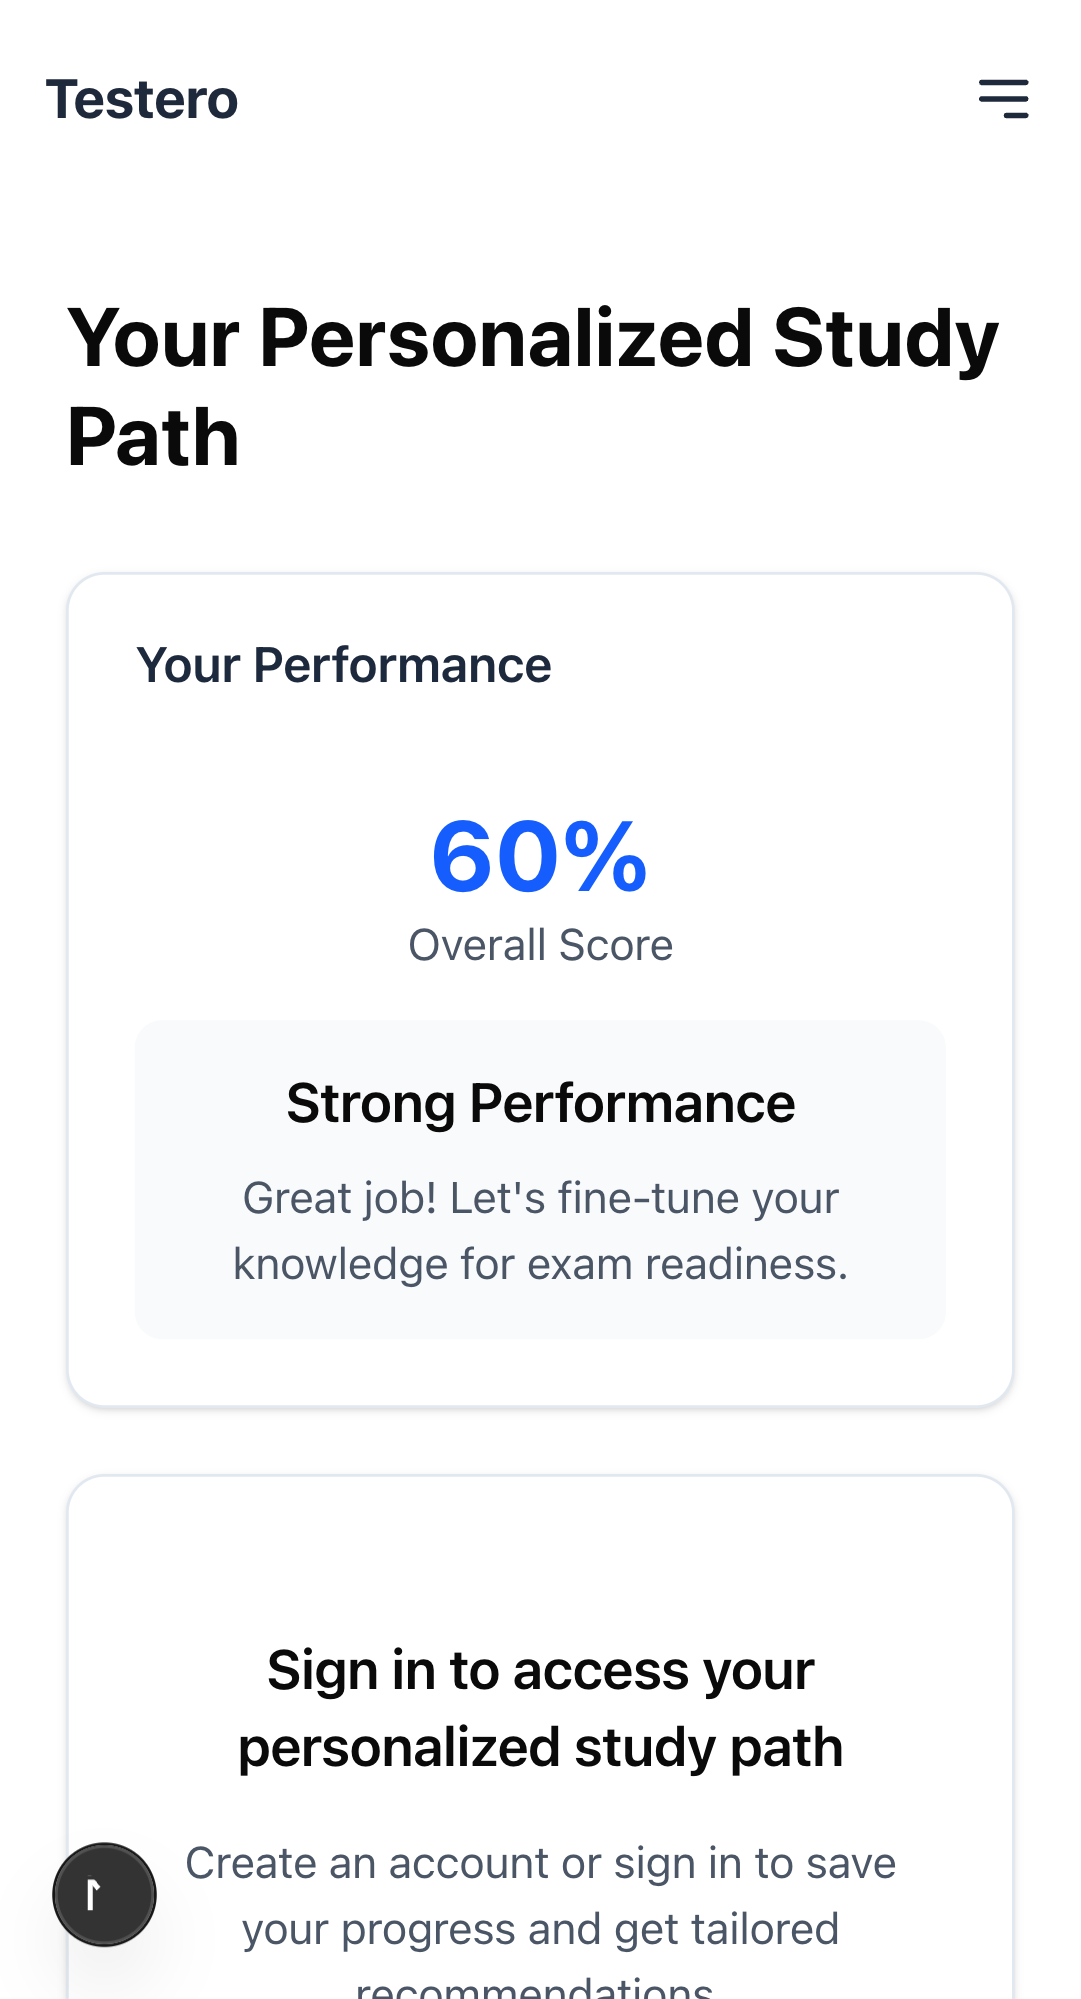 Testero
Your Personalized Study
Path
Your Performance
60%
Overall Score
Strong Performance
Great job! Let's fine-tune your
knowledge for exam readiness.
Sign in to access your
personalized study path
Create an account or sign in to save
your progress and get tailored
recommendations.